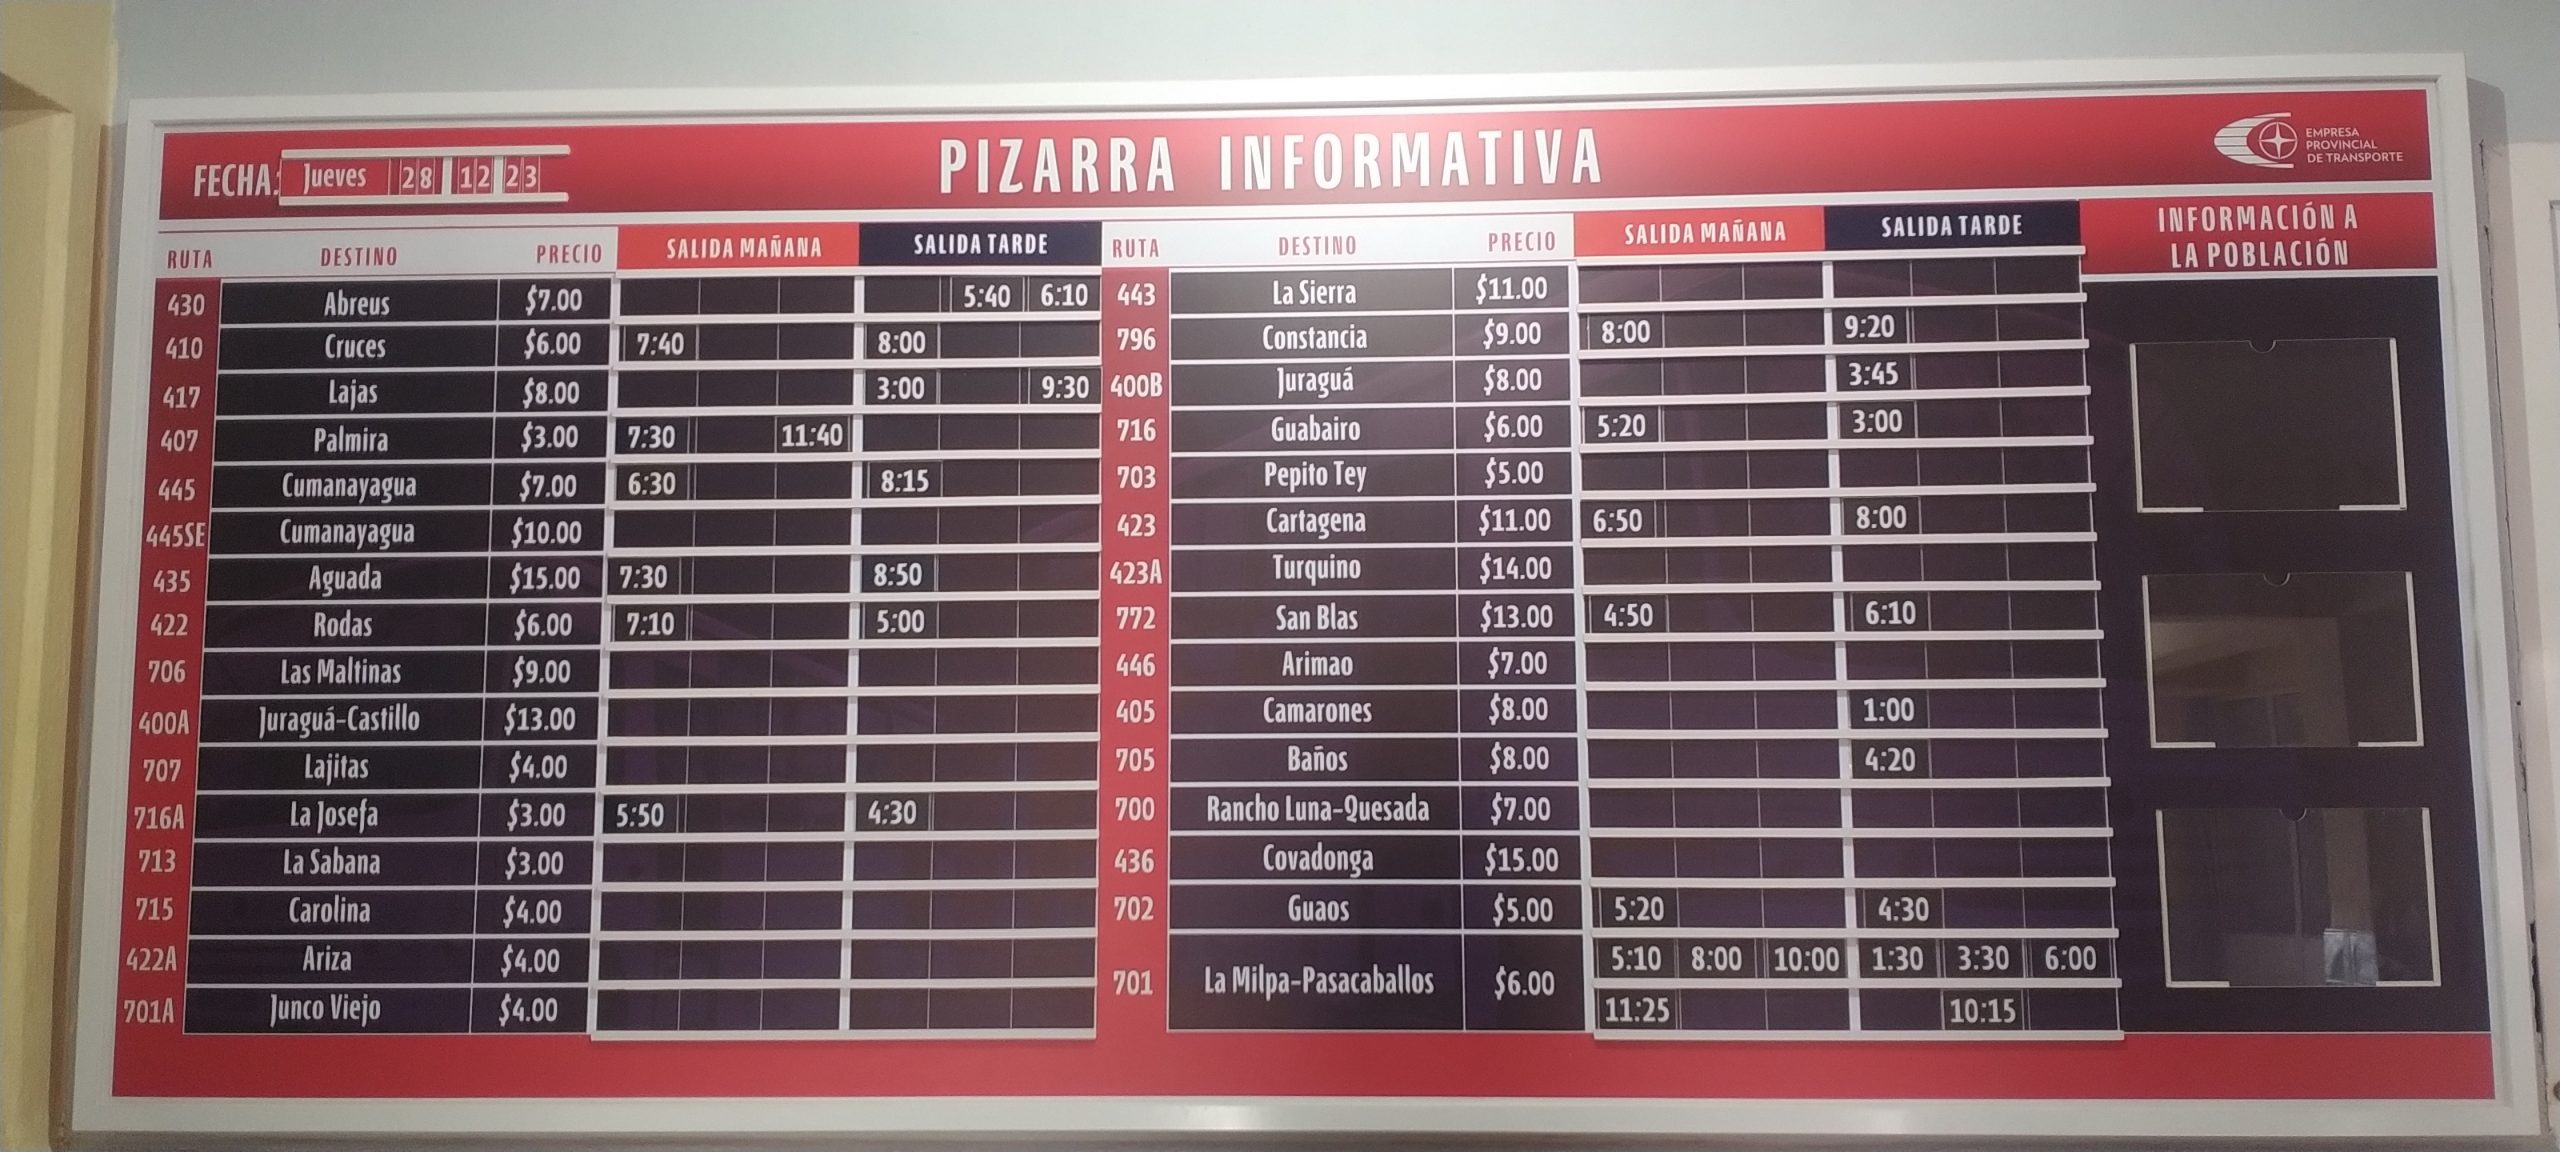 FECHA: Jueves 28 12 23
PIZARRA INFORMATIVA
EMPRESA
PROVINCIAL
DE TRANSPORTE
RUTA DESTINO PRECIO SALIDA MAÑANA SALIDA TARDE
430 Abreus $7.00 5:40 6:10
410 Cruces $6.00 7:40 8:00
417 Lajas $8.00 3:00 9:30
407 Palmira $3.00 7:30 11:40
445 Cumanayagua $7.00 6:30 8:15
445SE Cumanayagua $10.00
435 Aguada $15.00 7:30 8:50
422 Rodas $6.00 7:10 5:00
706 Las Maltinas $9.00
400A Juraguá-Castillo $13.00
707 Lajitas $4.00
716A La Josefa $3.00 5:50 4:30
713 La Sabana $3.00
715 Carolina $4.00
422A Ariza $4.00
701A Junco Viejo $4.00
RUTA DESTINO PRECIO SALIDA MAÑANA SALIDA TARDE
443 La Sierra $11.00
796 Constancia $9.00 8:00 9:20
400B Juraguá $8.00 3:45
716 Guabairo $6.00 5:20 3:00
703 Pepito Tey $5.00
423 Cartagena $11.00 6:50 8:00
423A Turquino $14.00
772 San Blas $13.00 4:50 6:10
446 Arimao $7.00
405 Camarones $8.00 1:00
705 Baños $8.00 4:20
700 Rancho Luna-Quesada $7.00
436 Covadonga $15.00
702 Guaos $5.00 5:20 4:30
701 La Milpa-Pasacaballos $6.00 5:10 8:00 10:00 1:30 3:30 6:00
11:25 10:15
INFORMACIÓN A
LA POBLACIÓN